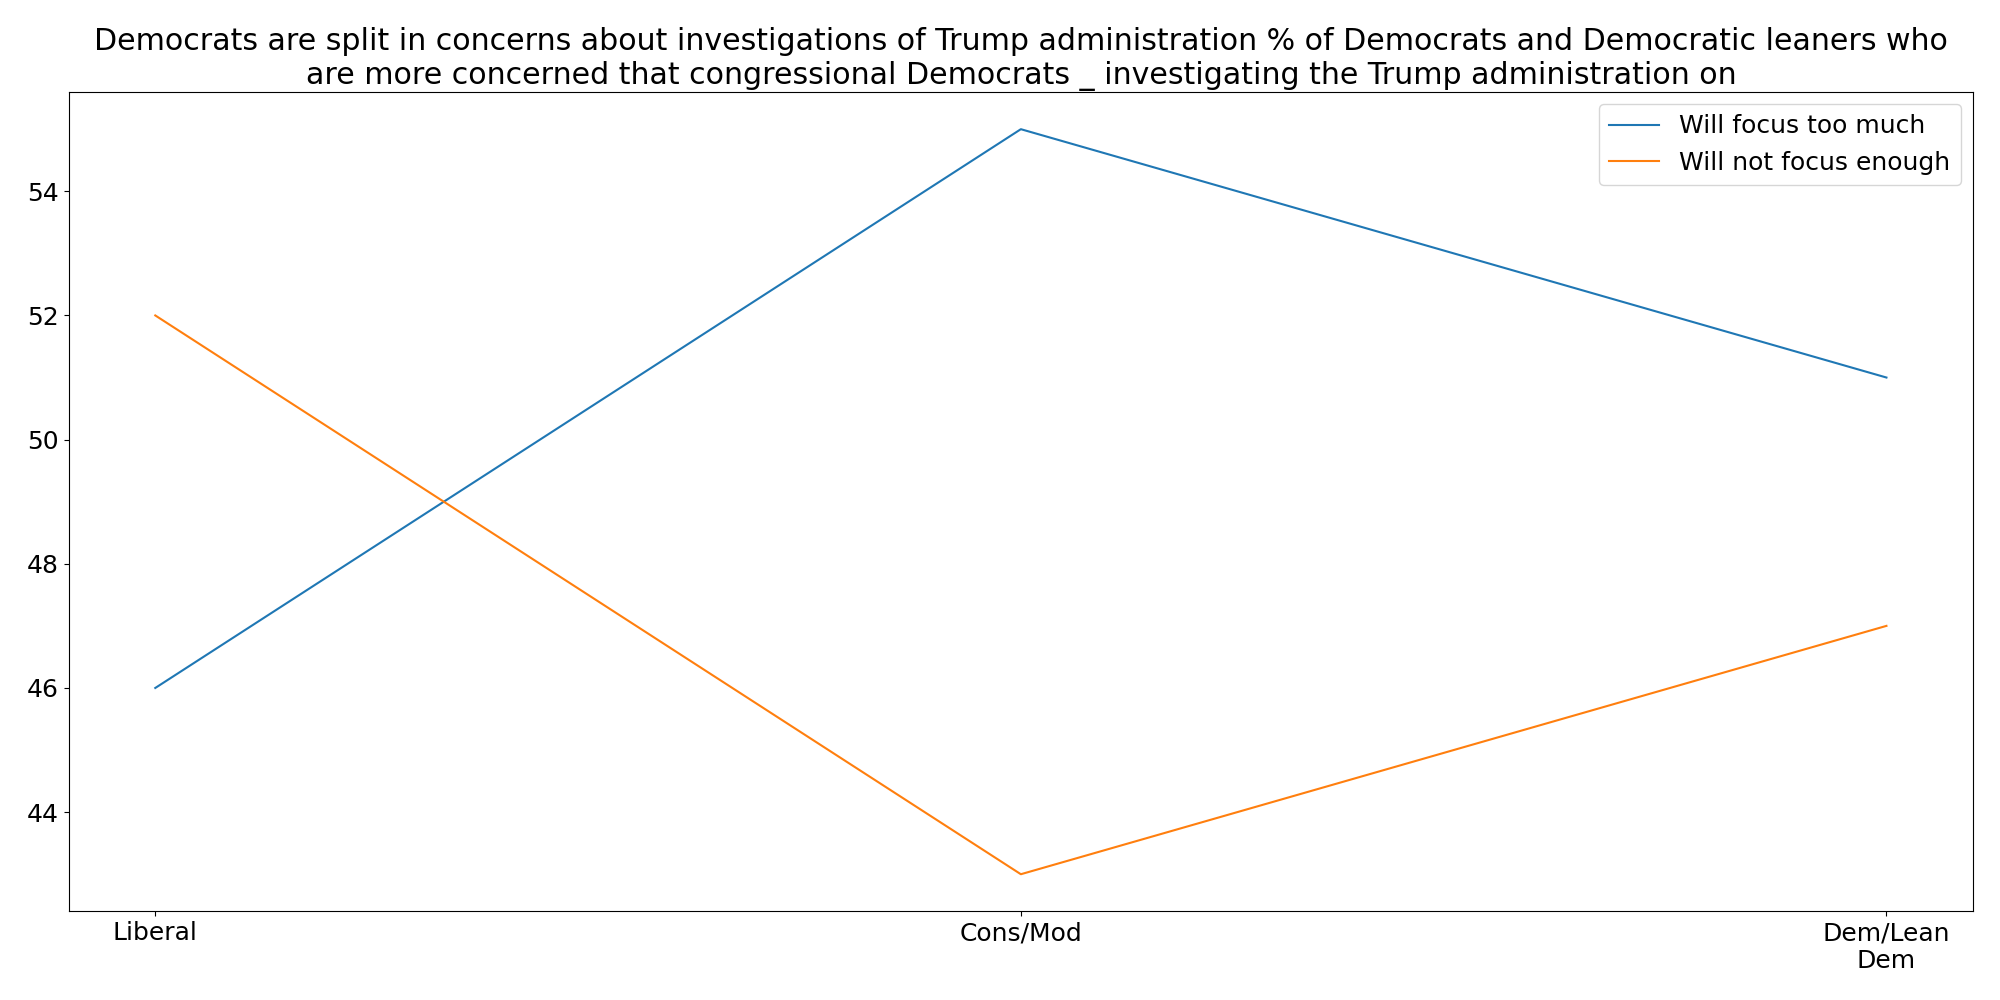 Democrats are split in concerns about investigations of Trump administration % of Democrats and Democratic leaners who
are more concerned that congressional Democrats _ investigating the Trump administration on
Will focus too much
Will not focus enough
54
52
50
48
46
44
Liberal
Cons/Mod
Dem/Lean
Dem